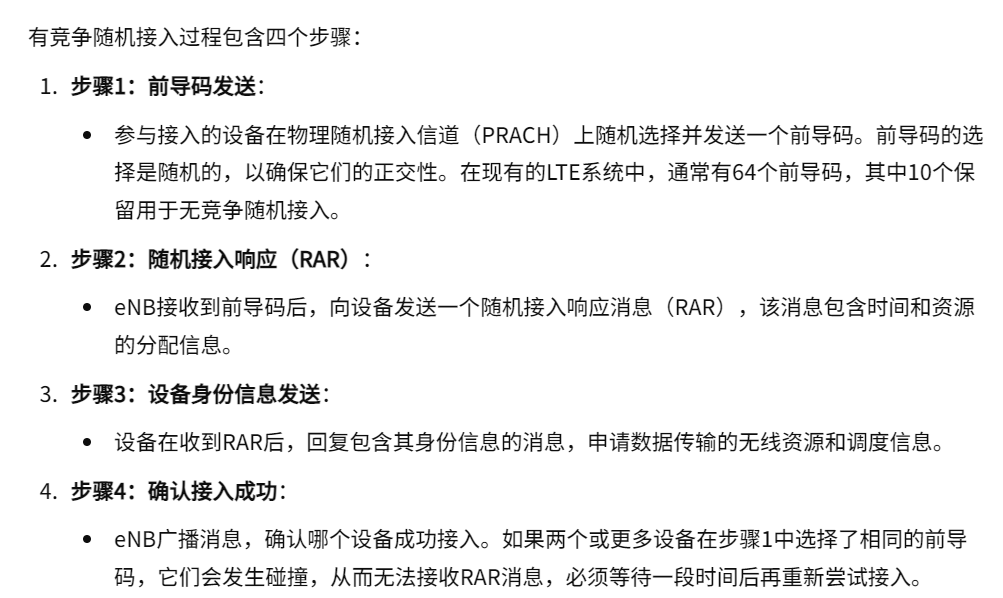 有竞争随机接入过程包含四个步骤：
1. 步骤1：前导码发送：
• 参与接入的设备在物理随机接入信道（PRACH）上随机选择并发送一个前导码。前导码的选
择是随机的，以确保它们的正交性。在现有的LTE系统中，通常有64个前导码，其中10个保
留用于无竞争随机接入。
2. 步骤2：随机接入响应（RAR）：
• eNB接收到前导码后，向设备发送一个随机接入响应消息（RAR），该消息包含时间和资源
的分配信息。
3. 步骤3：设备身份信息发送：
• 设备在收到RAR后，回复包含其身份信息的消息，申请数据传输的无线资源和调度信息。
4. 步骤4：确认接入成功：
• eNB广播消息，确认哪个设备成功接入。如果两个或更多设备在步骤1中选择了相同的前导
码，它们会发生碰撞，从而无法接收RAR消息，必须等待一段时间后再重新尝试接入。